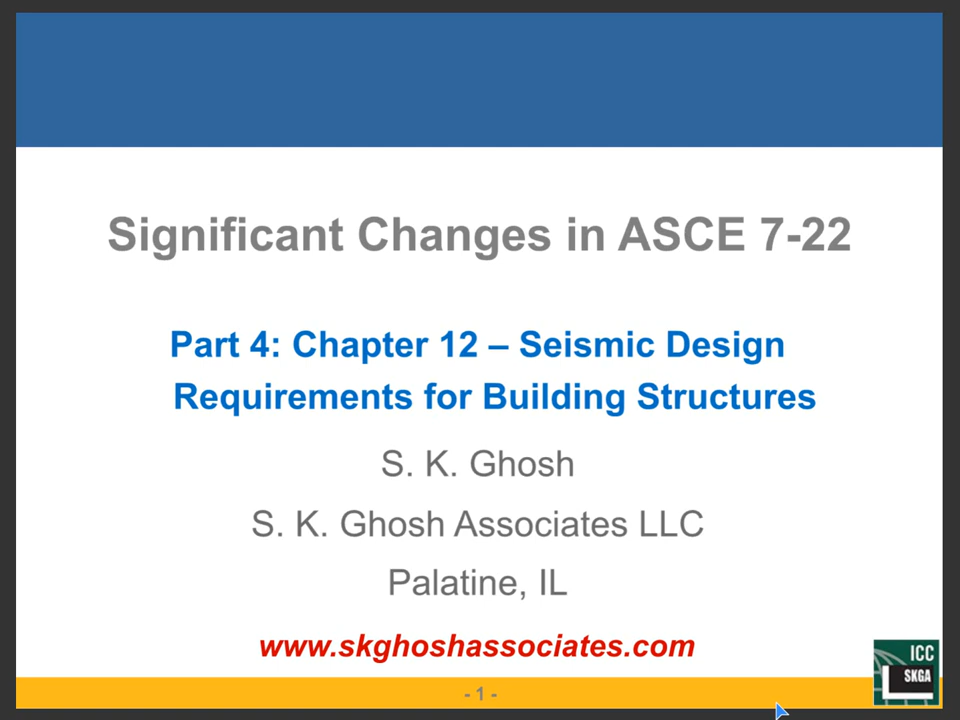 Significant Changes in ASCE 7-22
Part 4: Chapter 12 – Seismic Design
Requirements for Building Structures
S. K. Ghosh
S. K. Ghosh Associates LLC
Palatine, IL
www.skghoshassociates.com
- 1 -
ICC
SKGA